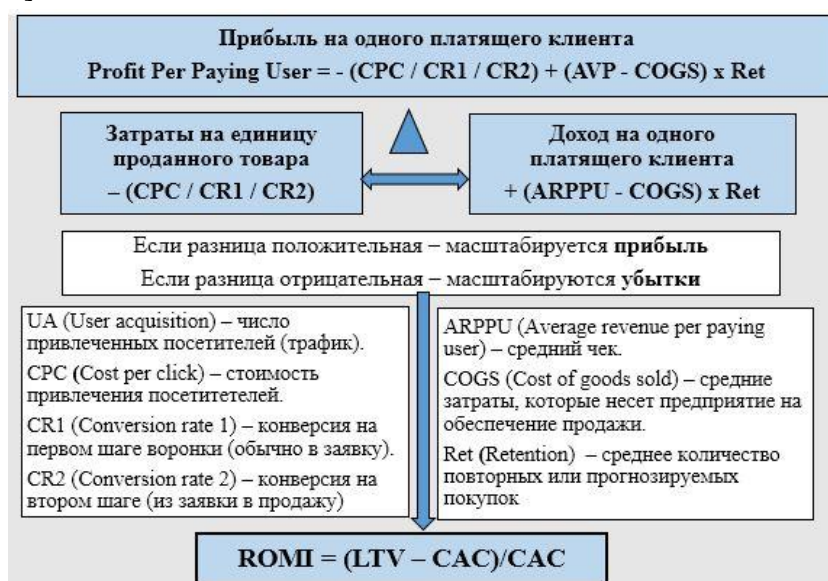 Прибыль на одного платящего клиента
Profit Per Paying User = - (CPC / CR1 / CR2) + (AVP - COGS) x Ret
Затраты на единицу
проданного товара
– (CPC / CR1 / CR2)
Доход на одного
платящего клиента
+ (ARPPU - COGS) x Ret
Если разница положительная – масштабируется прибыль
Если разница отрицательная – масштабируются убытки
UA (User acquisition) – число
привлеченных посетителей (трафик).
CPC (Cost per click) – стоимость
привлечения посетитетелей.
CR1 (Conversion rate 1) – конверсия на
первом шаге воронки (обычно в заявку).
CR2 (Conversion rate 2) – конверсия на
втором шаге (из заявки в продажу)
ARPPU (Average revenue per paying
user) – средний чек.
COGS (Cost of goods sold) – средние
затраты, которые несет предприятие на
обеспечение продажи.
Ret (Retention) – среднее количество
повторных или прогнозируемых
покупок
ROMI = (LTV – CAC)/CAC